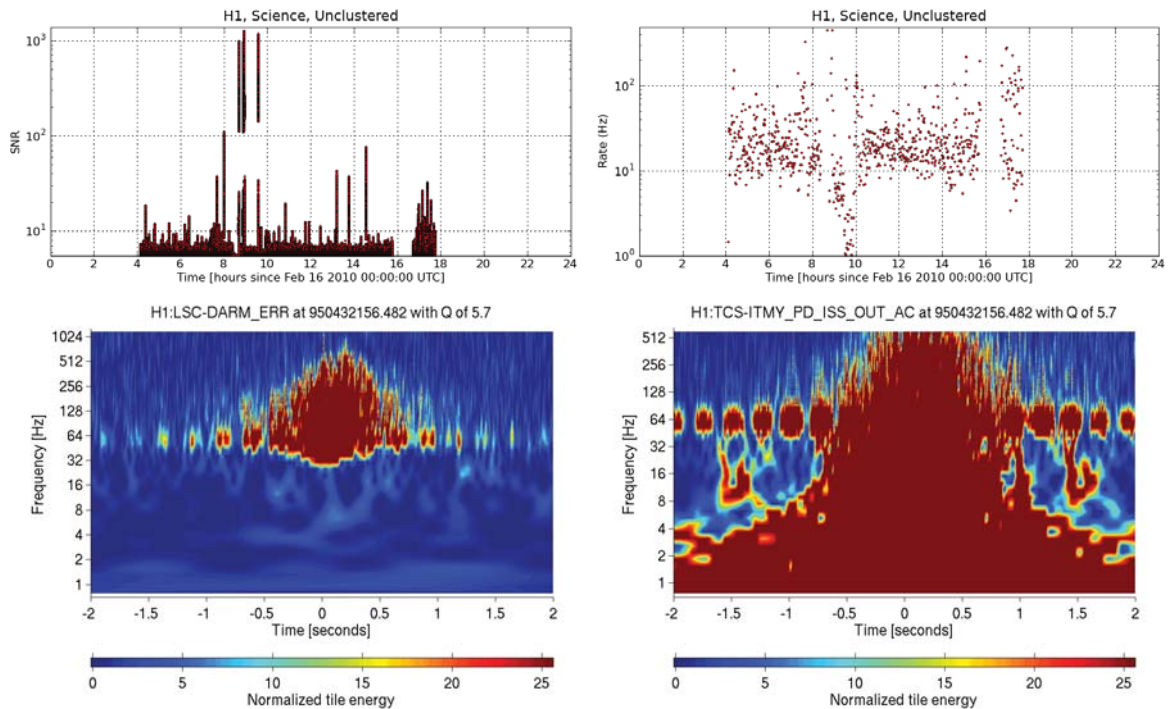 H1, Science, Unclustered
10³
10²
10¹
SNR
0 2 4 6 8 10 12 14 16 18 20 22 24
Time [hours since Feb 16 2010 00:00:00 UTC]
H1, Science, Unclustered
10²
10¹
10⁰
Rate (Hz)
0 2 4 6 8 10 12 14 16 18 20 22 24
Time [hours since Feb 16 2010 00:00:00 UTC]
H1:LSC-DARM_ERR at 950432156.482 with Q of 5.7
1024
512
256
128
64
32
16
8
4
2
1
Frequency [Hz]
-2 -1.5 -1 -0.5 0 0.5 1 1.5 2
Time [seconds]
0 5 10 15 20 25
Normalized tile energy
H1:TCS-ITMY_PD_ISS_OUT_AC at 950432156.482 with Q of 5.7
512
256
128
64
32
16
8
4
2
1
Frequency [Hz]
-2 -1.5 -1 -0.5 0 0.5 1 1.5 2
Time [seconds]
0 5 10 15 20 25
Normalized tile energy